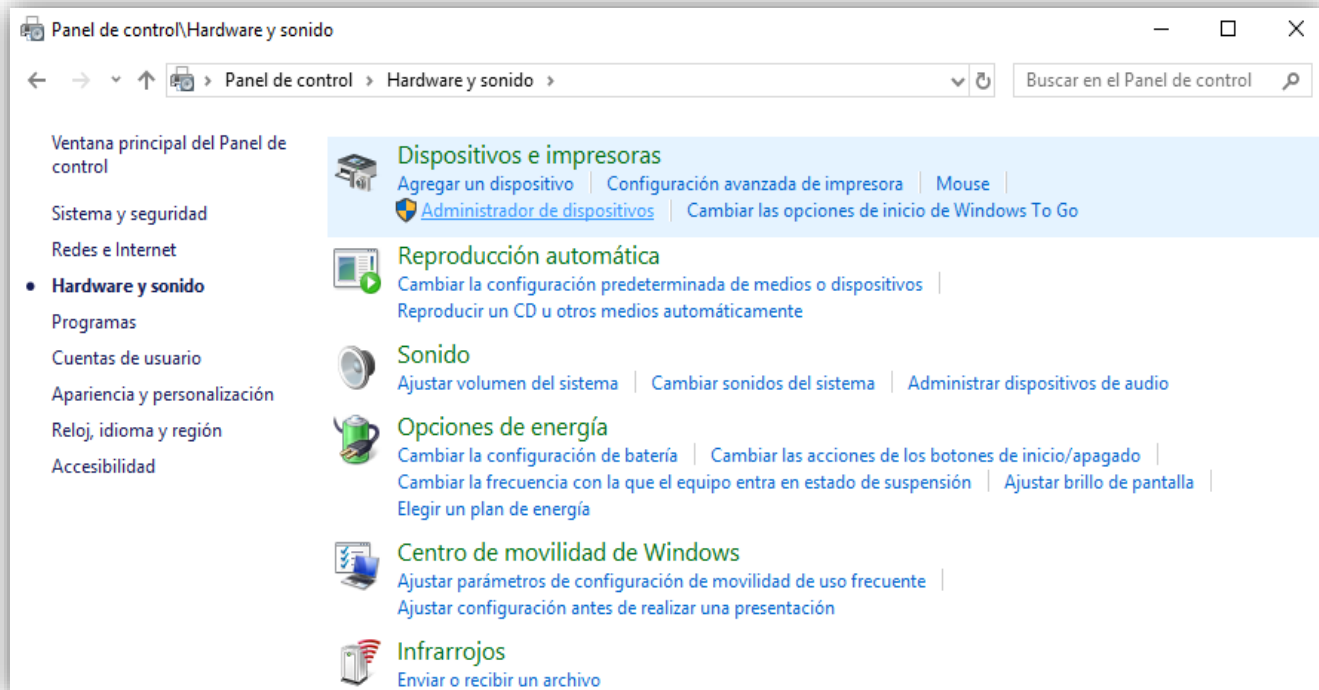 Panel de control\Hardware y sonido
Panel de control > Hardware y sonido >
Buscar en el Panel de control
Ventana principal del Panel de
control
Sistema y seguridad
Redes e Internet
Hardware y sonido
Programas
Cuentas de usuario
Apariencia y personalización
Reloj, idioma y región
Accesibilidad
Dispositivos e impresoras
Agregar un dispositivo | Configuración avanzada de impresora | Mouse |
Administrador de dispositivos | Cambiar las opciones de inicio de Windows To Go
Reproducción automática
Cambiar la configuración predeterminada de medios o dispositivos |
Reproducir un CD u otros medios automáticamente
Sonido
Ajustar volumen del sistema | Cambiar sonidos del sistema | Administrar dispositivos de audio
Opciones de energía
Cambiar la configuración de batería | Cambiar las acciones de los botones de inicio/apagado |
Cambiar la frecuencia con la que el equipo entra en estado de suspensión | Ajustar brillo de pantalla |
Elegir un plan de energía
Centro de movilidad de Windows
Ajustar parámetros de configuración de movilidad de uso frecuente |
Ajustar configuración antes de realizar una presentación
Infrarrojos
Enviar o recibir un archivo